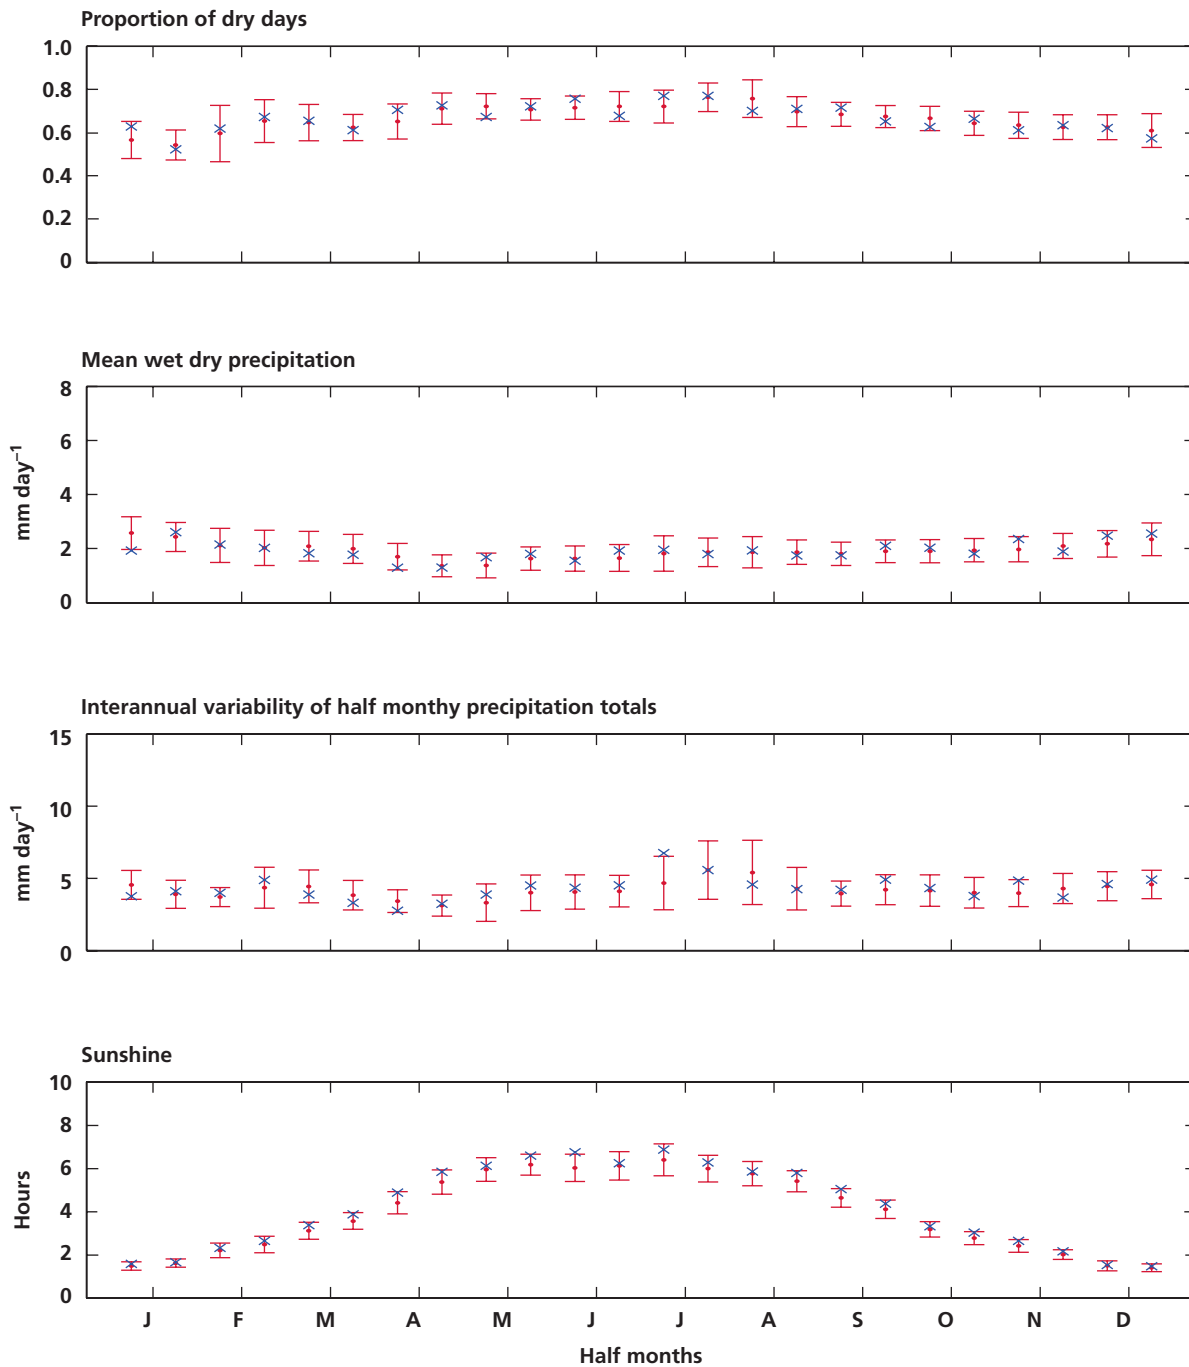 Proportion of dry days
1.0
0.8
0.6
0.4
0.2
0
Mean wet dry precipitation
mm day⁻¹
8
6
4
2
0
Interannual variability of half monthy precipitation totals
mm day⁻¹
15
10
5
0
Sunshine
Hours
10
8
6
4
2
0
J F M A M J J A S O N D
Half months